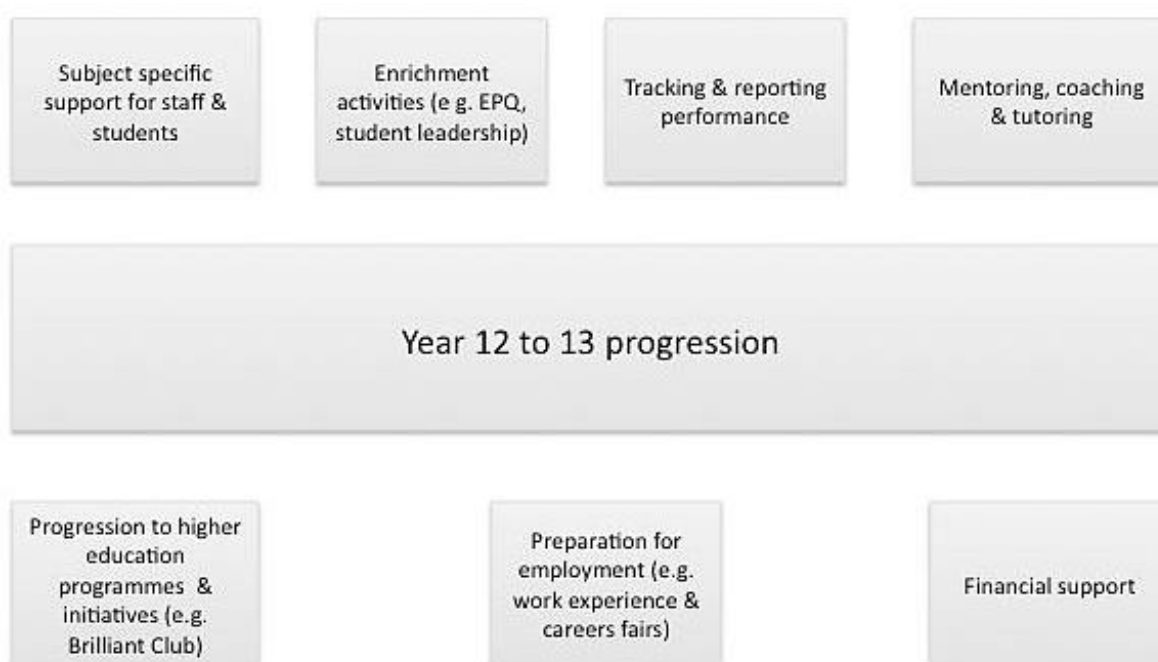 Subject specific
support for staff &
students
Enrichment
activities (e g. EPQ,
student leadership)
Tracking & reporting
performance
Mentoring, coaching
& tutoring
Year 12 to 13 progression
Progression to higher
education
programmes &
initiatives (e.g.
Brilliant Club)
Preparation for
employment (e.g.
work experience &
careers fairs)
Financial support